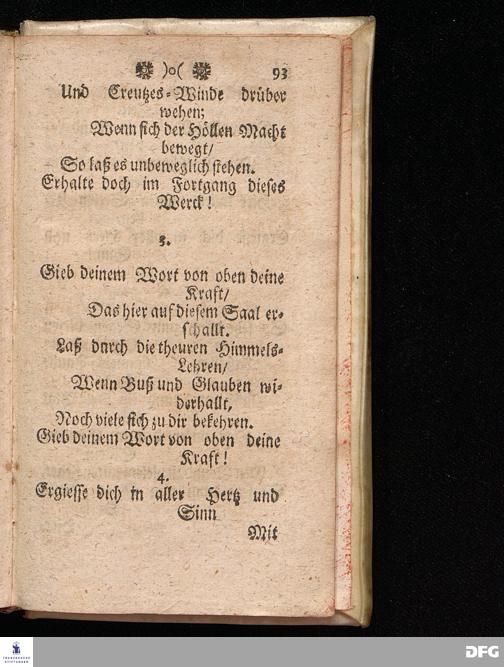 )o( 93
Und Creutzes-Winde drüber
wehen;
Wenn sich der Höllen Macht
bewegt/
So laß es unbeweglich stehen.
Erhalte doch im Fortgang dieses
Werck!
3.
Gieb deinem Wort von oben deine
Kraft/
Das hier auf diesem Saal er-
schallt.
Laß durch die theuren Himmels-
Lehren/
Wenn Buß und Glauben wi-
derhallt,
Noch viele sich zu dir bekehren.
Gieb deinem Wort von oben deine
Kraft!
4.
Ergiesse dich in aller Hertz und
Sinn
Mit
FRANCKESCHE
STIFTUNGEN
DFG